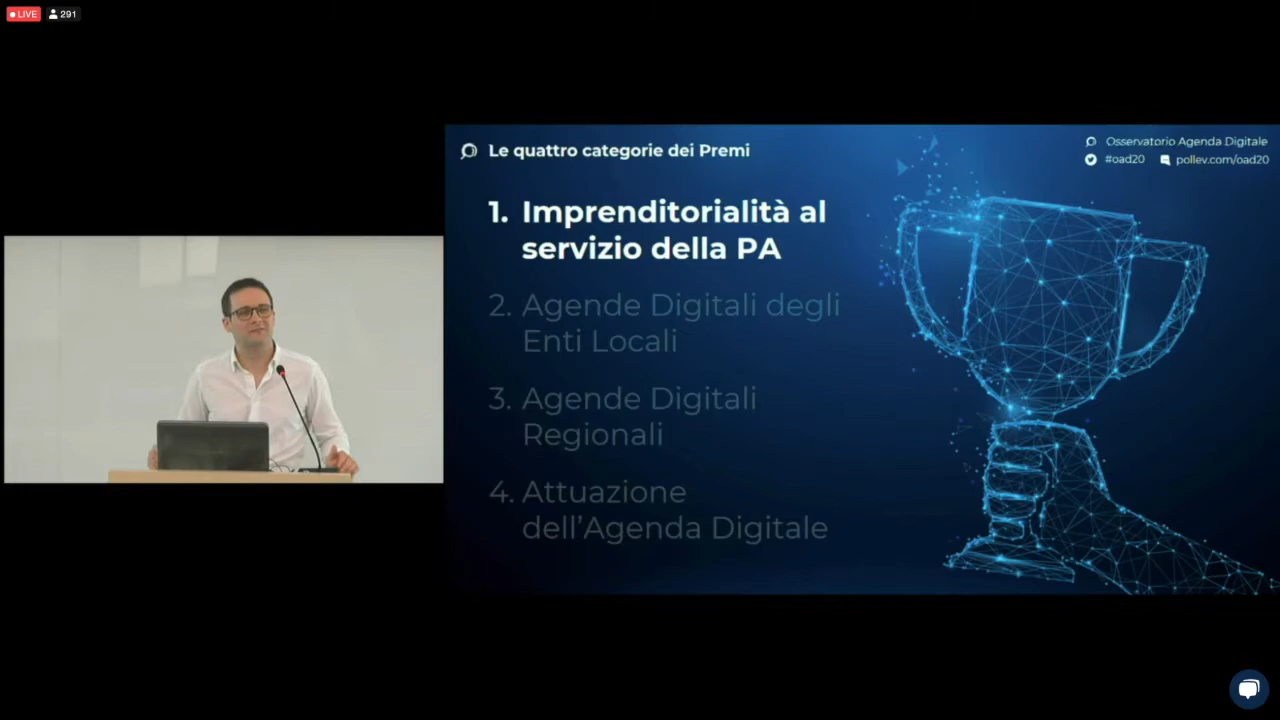 LIVE 291
Le quattro categorie dei Premi
Osservatorio Agenda Digitale
#oad20 pollev.com/oad20
1. Imprenditorialità al
servizio della PA
2. Agende Digitali degli
Enti Locali
3. Agende Digitali
Regionali
4. Attuazione
dell'Agenda Digitale